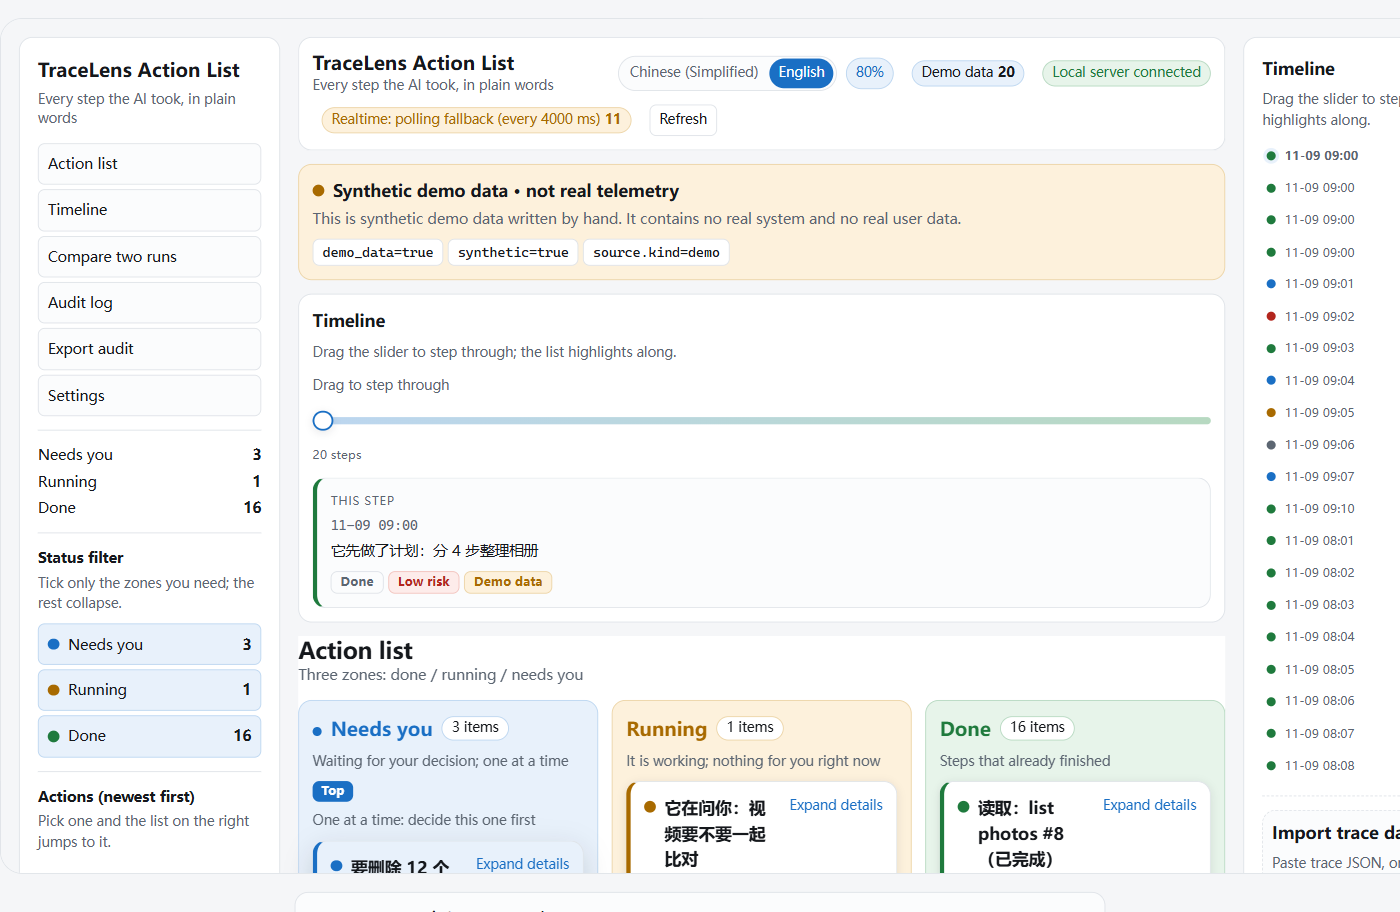 TraceLens Action List
Every step the AI took, in plain
words
Action list
Timeline
Compare two runs
Audit log
Export audit
Settings
Needs you 3
Running 1
Done 16
Status filter
Tick only the zones you need; the
rest collapse.
Needs you 3
Running 1
Done 16
Actions (newest first)
Pick one and the list on the right
jumps to it.
TraceLens Action List
Every step the AI took, in plain words
Chinese (Simplified) English 80% Demo data 20 Local server connected
Realtime: polling fallback (every 4000 ms) 11 Refresh
Synthetic demo data • not real telemetry
This is synthetic demo data written by hand. It contains no real system and no real user data.
demo_data=true synthetic=true source.kind=demo
Timeline
Drag the slider to step through; the list highlights along.
Drag to step through
20 steps
THIS STEP
11-09 09:00
它先做了计划：分 4 步整理相册
Done Low risk Demo data
Action list
Three zones: done / running / needs you
Needs you 3 items
Waiting for your decision; one at a time
Top
One at a time: decide this one first
要删除 12 个 Expand details
Running 1 items
It is working; nothing for you right now
它在问你：视 Expand details
频要不要一起
比对
Done 16 items
Steps that already finished
读取：list Expand details
photos #8
（已完成）
Timeline
Drag the slider to ste
highlights along.
11-09 09:00
11-09 09:00
11-09 09:00
11-09 09:00
11-09 09:01
11-09 09:02
11-09 09:03
11-09 09:04
11-09 09:05
11-09 09:06
11-09 09:07
11-09 09:10
11-09 08:01
11-09 08:02
11-09 08:03
11-09 08:04
11-09 08:05
11-09 08:06
11-09 08:07
11-09 08:08
Import trace da
Paste trace JSON, or